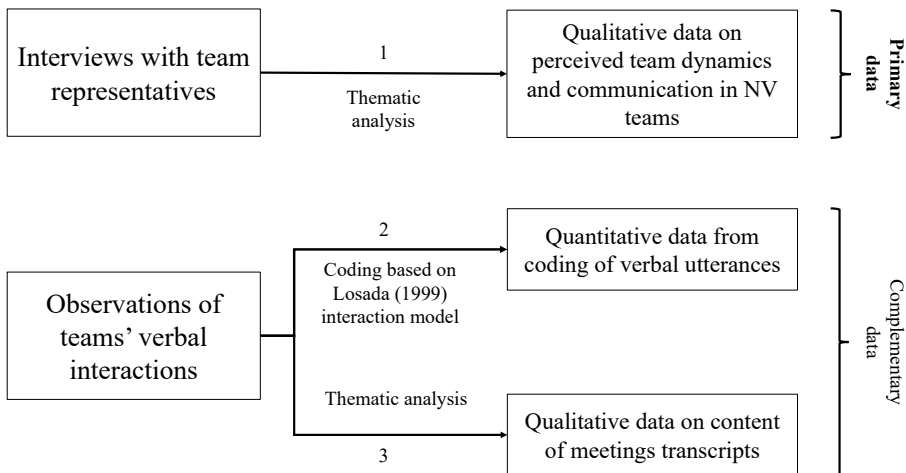 Interviews with team
representatives
1
Thematic
analysis
Qualitative data on
perceived team dynamics
and communication in NV
teams
Primary
data
Observations of
teams’ verbal
interactions
2
Coding based on
Losada (1999)
interaction model
Quantitative data from
coding of verbal utterances
Thematic analysis
3
Qualitative data on content
of meetings transcripts
Complementary
data